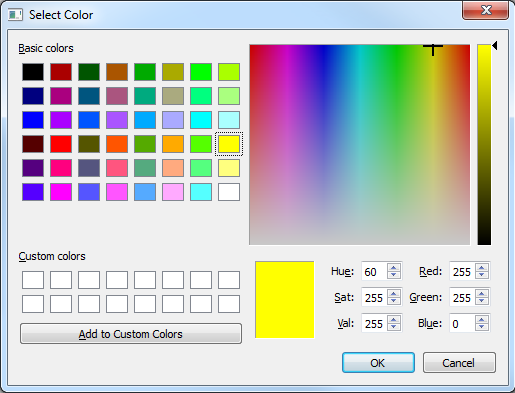 Select Color
Basic colors
Custom colors
Add to Custom Colors
Hue: 60 Red: 255
Sat: 255 Green: 255
Val: 255 Blue: 0
OK Cancel